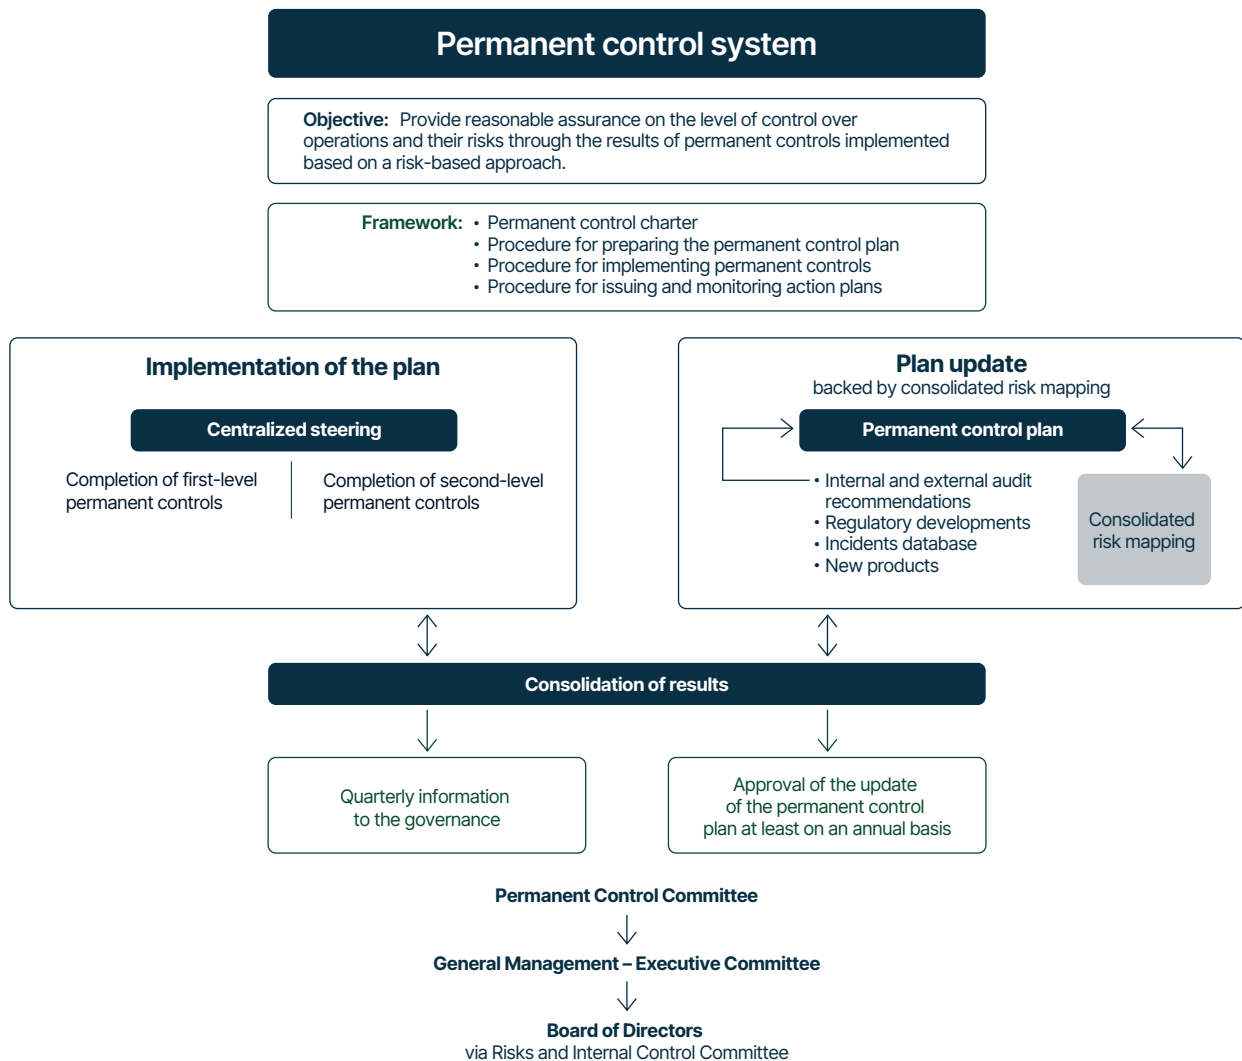 Permanent control system
Objective: Provide reasonable assurance on the level of control over
operations and their risks through the results of permanent controls implemented
based on a risk-based approach.
Framework: • Permanent control charter
• Procedure for preparing the permanent control plan
• Procedure for implementing permanent controls
• Procedure for issuing and monitoring action plans
Implementation of the plan
Centralized steering
Completion of first-level
permanent controls
Completion of second-level
permanent controls
Plan update
backed by consolidated risk mapping
Permanent control plan
• Internal and external audit
recommendations
• Regulatory developments
• Incidents database
• New products
Consolidated
risk mapping
Consolidation of results
Quarterly information
to the governance
Approval of the update
of the permanent control
plan at least on an annual basis
Permanent Control Committee
General Management – Executive Committee
Board of Directors
via Risks and Internal Control Committee